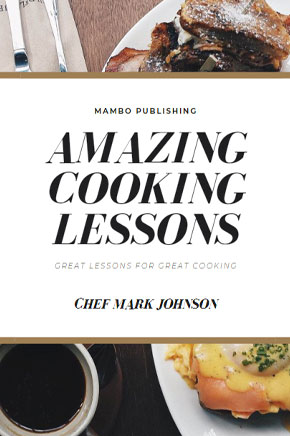 MAMBO PUBLISHING
AMAZING
COOKING
LESSONS
GREAT LESSONS FOR GREAT COOKING
CHEF MARK JOHNSON